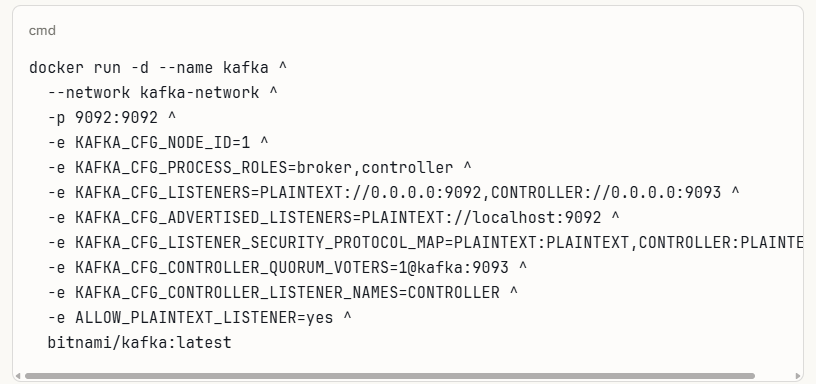 cmd
docker run -d --name kafka ^
--network kafka-network ^
-p 9092:9092 ^
-e KAFKA_CFG_NODE_ID=1 ^
-e KAFKA_CFG_PROCESS_ROLES=broker,controller ^
-e KAFKA_CFG_LISTENERS=PLAINTEXT://0.0.0.0:9092,CONTROLLER://0.0.0.0:9093 ^
-e KAFKA_CFG_ADVERTISED_LISTENERS=PLAINTEXT://localhost:9092 ^
-e KAFKA_CFG_LISTENER_SECURITY_PROTOCOL_MAP=PLAINTEXT:PLAINTEXT,CONTROLLER:PLAINTE
-e KAFKA_CFG_CONTROLLER_QUORUM_VOTERS=1@kafka:9093 ^
-e KAFKA_CFG_CONTROLLER_LISTENER_NAMES=CONTROLLER ^
-e ALLOW_PLAINTEXT_LISTENER=yes ^
bitnami/kafka:latest